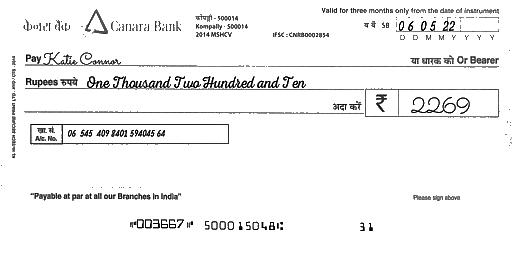 Valid for three months only from the date of instrument
केनरा बैंक Canara Bank
कोंपल्ली - 500014
Kompally - 500014
2014 MSHCV
IFSC : CNRB0002854
SB 06 05 22
D D M M Y Y Y Y
Pay Katie Connor या धारक को Or Bearer
Rupees रुपये One Thousand Two Hundred and Ten
अदा करें ₹ 2269
खा. सं.
A/c. No. 06 545 409 8401 594045 64
"Payable at par at all our Branches in India"
Please sign above
⑈003667⑈ 500015048⑆ 31